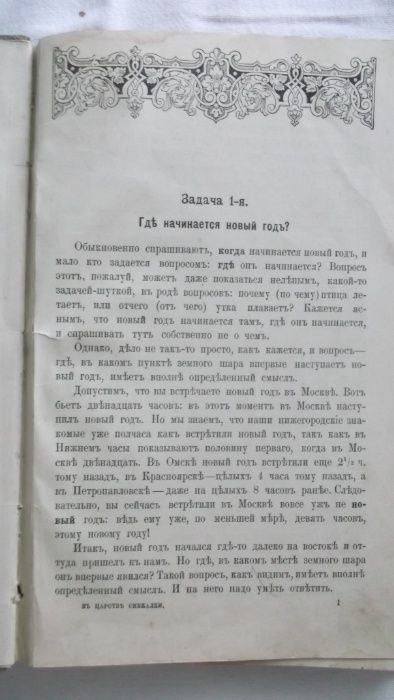 Задача 1-я.
Гдѣ начинается новый годъ?
Обыкновенно спрашиваютъ, когда начинается новый годъ, и
мало кто задается вопросомъ: гдѣ онъ начинается? Вопросъ
этотъ, пожалуй, можетъ даже показаться нелѣпымъ, какой-то
задачей-шуткой, въ родѣ вопросовъ: почему (по чему) птица ле-
таетъ, или отчего (отъ чего) утка плаваетъ? Кажется яс-
нымъ, что новый годъ начинается тамъ, гдѣ онъ начинается,
и спрашивать тутъ собственно не о чемъ.
Однако, дѣло не такъ-то просто, какъ кажется, и вопросъ—
гдѣ, въ какомъ пунктѣ земного шара впервые наступаетъ но-
вый годъ, имѣетъ вполнѣ опредѣленный смыслъ.
Допустимъ, что вы встрѣчаете новый годъ въ Москвѣ. Вотъ
бьетъ двѣнадцать часовъ: въ этотъ моментъ въ Москвѣ насту-
пилъ новый годъ. Но мы знаемъ, что наши нижегородскіе зна-
комые уже полчаса какъ встрѣтили новый годъ, такъ какъ въ
Нижнемъ часы показываютъ половину перваго, когда въ Мо-
сквѣ двѣнадцать. Въ Омскѣ новый годъ встрѣтили еще 2¹/₂ ч.
тому назадъ, въ Красноярскѣ—цѣлыхъ 4 часа тому назадъ, а
въ Петропавловскѣ—даже на цѣлыхъ 8 часовъ ранѣе. Слѣдо-
вательно, вы сейчасъ встрѣтили въ Москвѣ вовсе ужъ не но-
вый годъ: вѣдь ему уже, по меньшей мѣрѣ, девять часовъ,
этому новому году!
Итакъ, новый годъ начался гдѣ-то далеко на востокѣ и от-
туда пришелъ къ намъ. Но гдѣ, въ какомъ мѣстѣ земного шара
онъ впервые явился? Такой вопросъ, какъ видимъ, имѣетъ вполнѣ
опредѣленный смыслъ. И на него надо умѣть отвѣтить.
ВЪ ЦАРСТВѢ СМЕКАЛКИ. 1